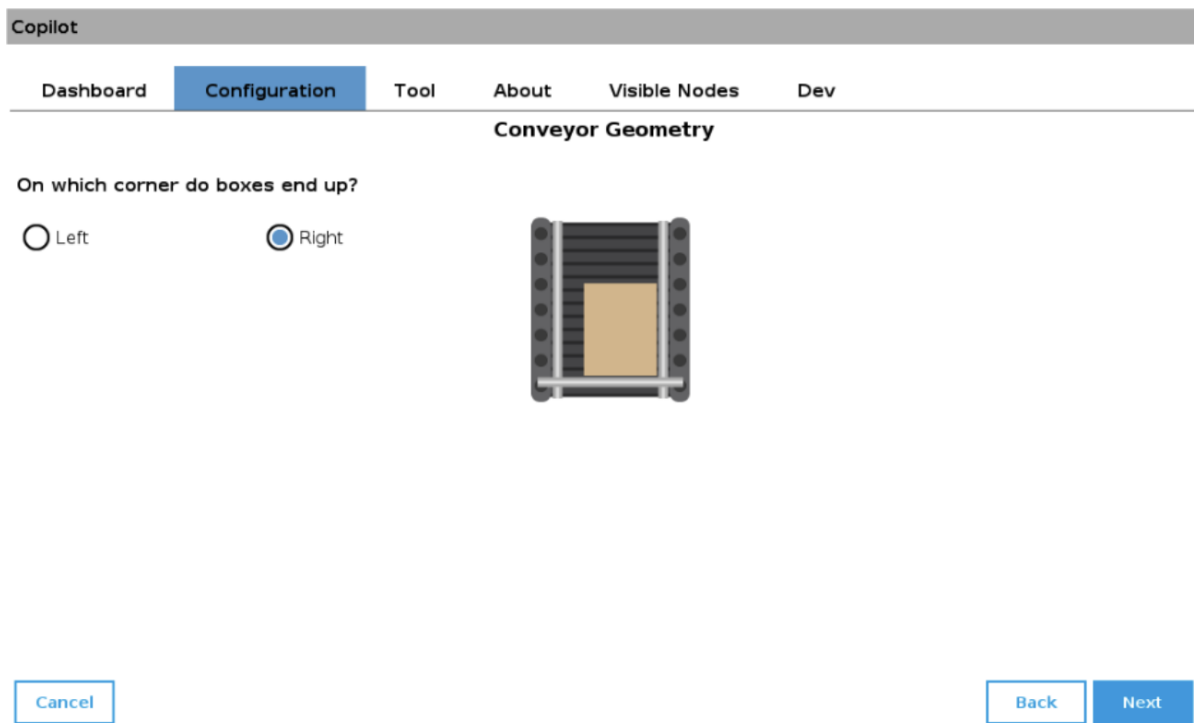 Copilot
Dashboard Configuration Tool About Visible Nodes Dev
Conveyor Geometry
On which corner do boxes end up?
Left Right
Cancel Back Next